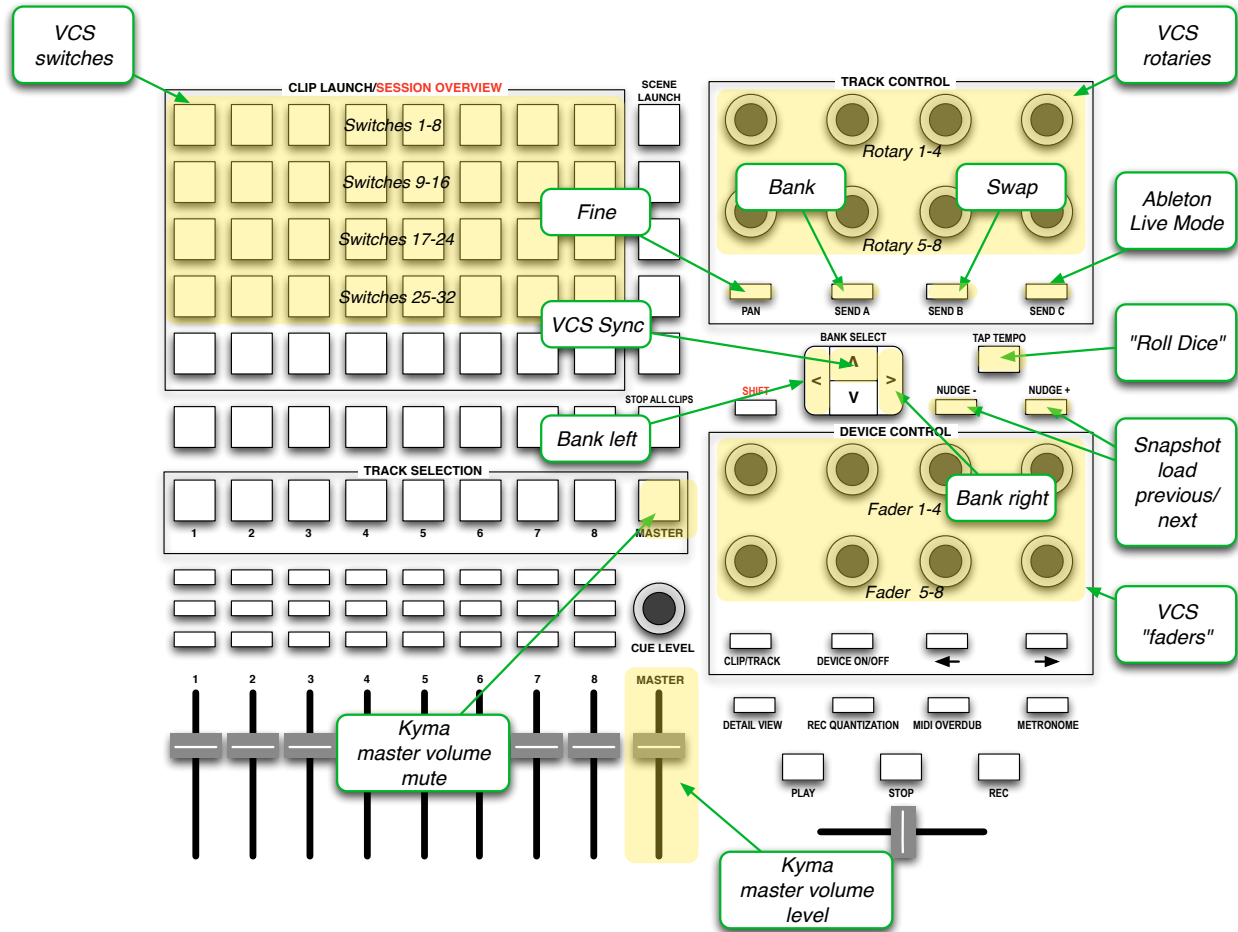 VCS
switches
VCS
rotaries
CLIP LAUNCH/SESSION OVERVIEW
SCENE
LAUNCH
TRACK CONTROL
Switches 1-8
Switches 9-16
Switches 17-24
Switches 25-32
Rotary 1-4
Bank
Swap
Fine
Ableton
Live Mode
Rotary 5-8
PAN
SEND A
SEND B
SEND C
VCS Sync
BANK SELECT
TAP TEMPO
"Roll Dice"
<
Λ
V
>
SHIFT
NUDGE -
NUDGE +
STOP ALL CLIPS
Bank left
DEVICE CONTROL
Snapshot
load
previous/
next
TRACK SELECTION
Fader 1-4
Bank right
1
2
3
4
5
6
7
8
MASTER
Fader 5-8
VCS
"faders"
CUE LEVEL
CLIP/TRACK
DEVICE ON/OFF
1
2
3
4
5
6
7
8
MASTER
DETAIL VIEW
REC QUANTIZATION
MIDI OVERDUB
METRONOME
Kyma
master volume
mute
PLAY
STOP
REC
Kyma
master volume
level